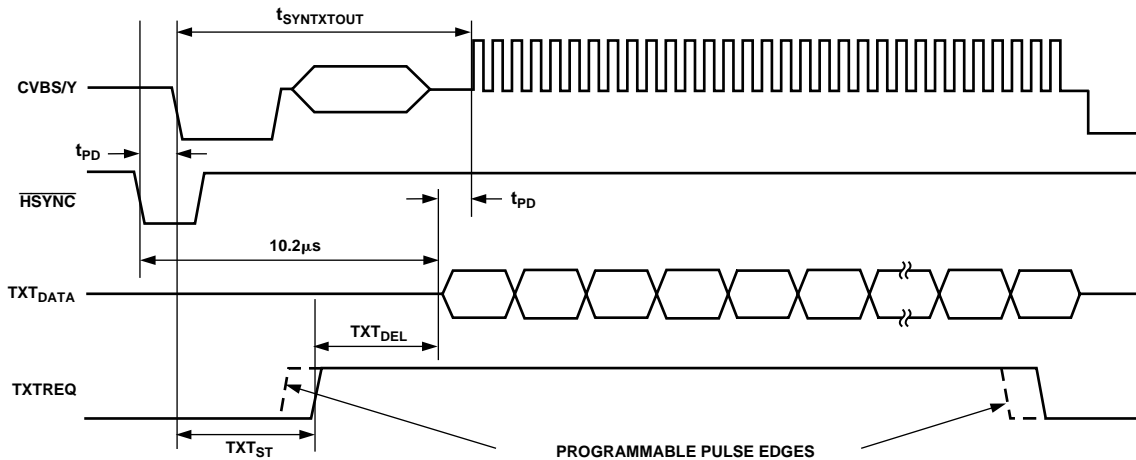 tSYNTXTOUT
CVBS/Y
tPD
HSYNC
tPD
10.2μs
TXTDATA
TXTDEL
TXTREQ
TXTST
PROGRAMMABLE PULSE EDGES